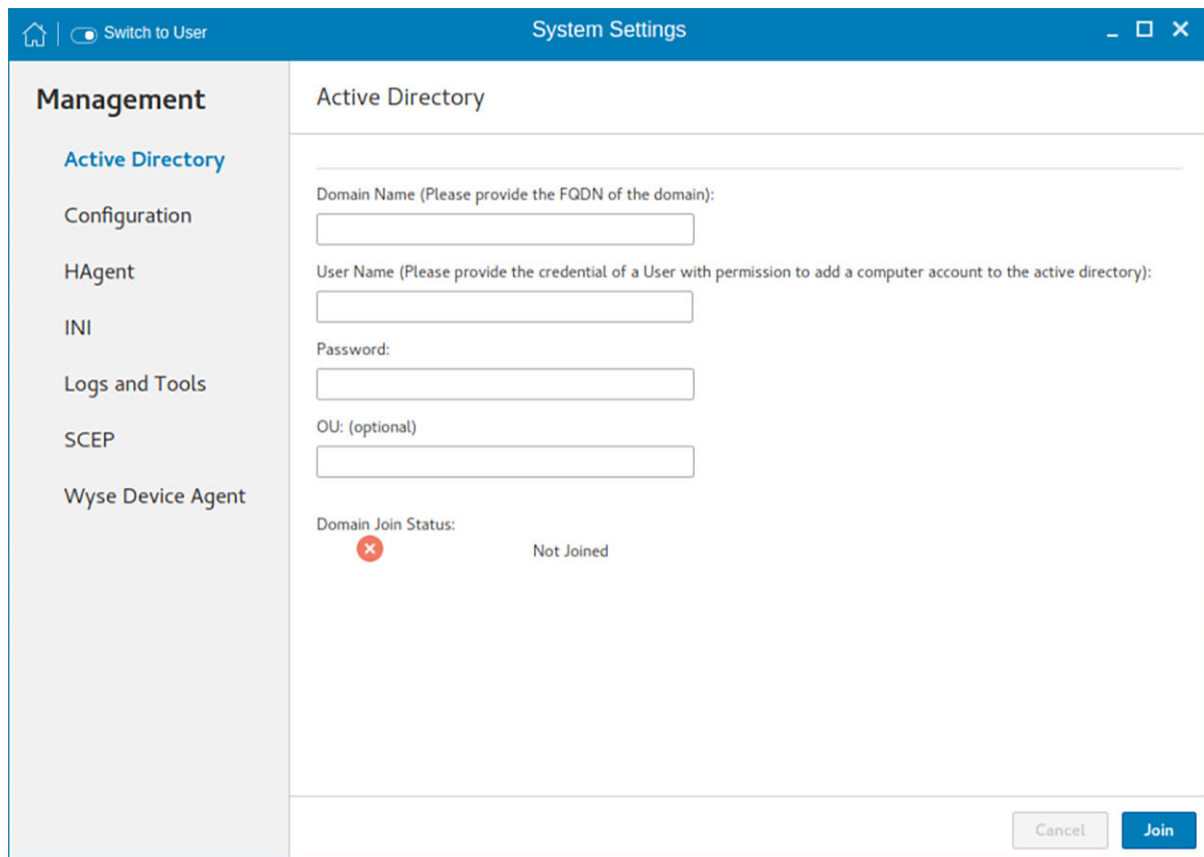 Switch to User
System Settings
Management
Active Directory
Configuration
HAgent
INI
Logs and Tools
SCEP
Wyse Device Agent
Active Directory
Domain Name (Please provide the FQDN of the domain):
User Name (Please provide the credential of a User with permission to add a computer account to the active directory):
Password:
OU: (optional)
Domain Join Status:
Not Joined
Cancel
Join